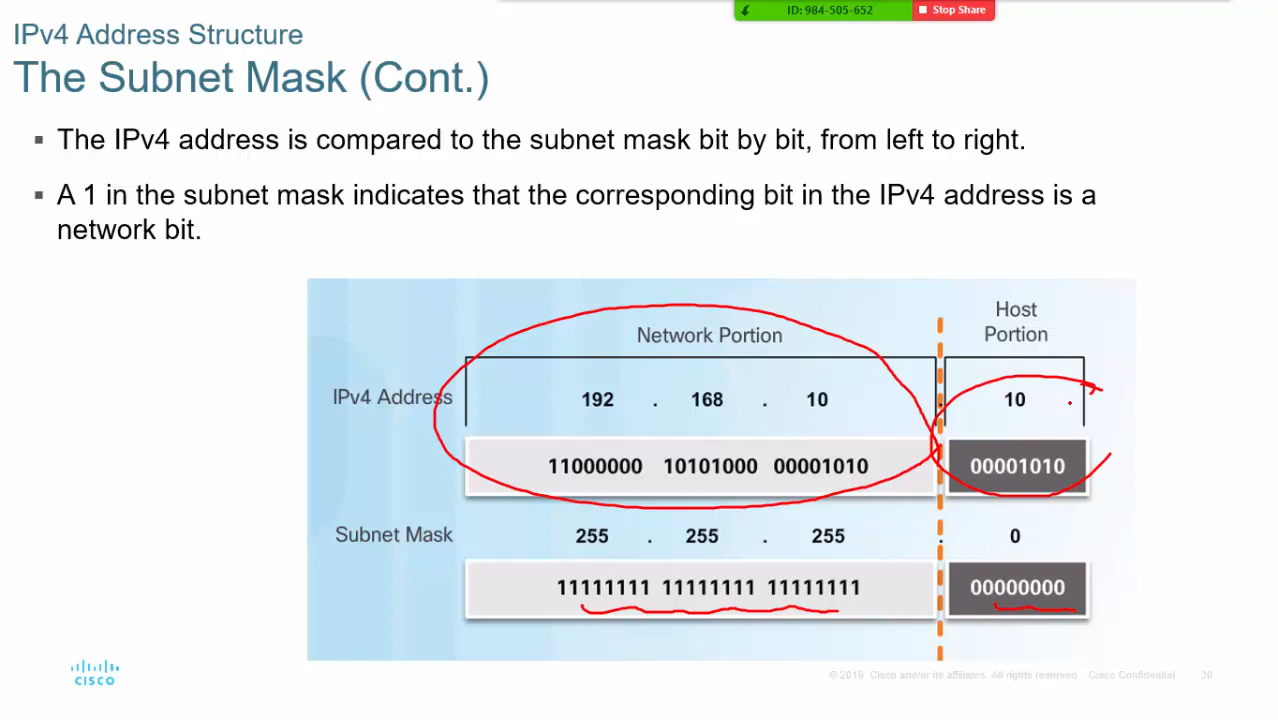 ID: 984-505-652 Stop Share
IPv4 Address Structure
The Subnet Mask (Cont.)
▪ The IPv4 address is compared to the subnet mask bit by bit, from left to right.
▪ A 1 in the subnet mask indicates that the corresponding bit in the IPv4 address is a
network bit.
Network Portion Host
Portion
IPv4 Address 192 . 168 . 10 . 10
11000000 10101000 00001010 00001010
Subnet Mask 255 . 255 . 255 . 0
11111111 11111111 11111111 00000000
CISCO
© 2016 Cisco and/or its affiliates. All rights reserved. Cisco Confidential 36